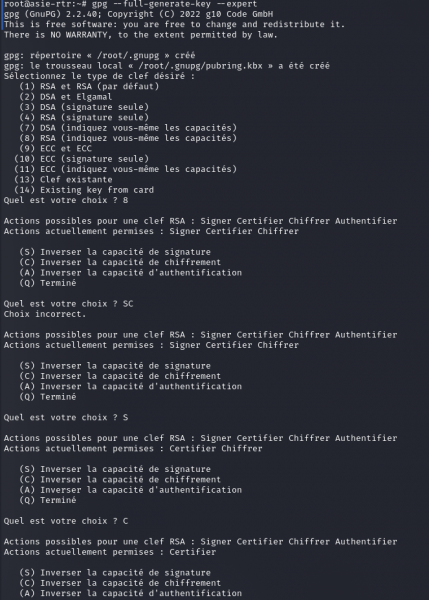 root@asie-rtr:~# gpg --full-generate-key --expert
gpg (GnuPG) 2.2.40; Copyright (C) 2022 g10 Code GmbH
This is free software: you are free to change and redistribute it.
There is NO WARRANTY, to the extent permitted by law.

gpg: répertoire « /root/.gnupg » créé
gpg: le trousseau local « /root/.gnupg/pubring.kbx » a été créé
Sélectionnez le type de clef désiré :
   (1) RSA et RSA (par défaut)
   (2) DSA et Elgamal
   (3) DSA (signature seule)
   (4) RSA (signature seule)
   (7) DSA (indiquez vous-même les capacités)
   (8) RSA (indiquez vous-même les capacités)
   (9) ECC et ECC
  (10) ECC (signature seule)
  (11) ECC (indiquez vous-même les capacités)
  (13) Clef existante
  (14) Existing key from card
Quel est votre choix ? 8

Actions possibles pour une clef RSA : Signer Certifier Chiffrer Authentifier
Actions actuellement permises : Signer Certifier Chiffrer

   (S) Inverser la capacité de signature
   (C) Inverser la capacité de chiffrement
   (A) Inverser la capacité d'authentification
   (Q) Terminé

Quel est votre choix ? SC
Choix incorrect.

Actions possibles pour une clef RSA : Signer Certifier Chiffrer Authentifier
Actions actuellement permises : Signer Certifier Chiffrer

   (S) Inverser la capacité de signature
   (C) Inverser la capacité de chiffrement
   (A) Inverser la capacité d'authentification
   (Q) Terminé

Quel est votre choix ? S

Actions possibles pour une clef RSA : Signer Certifier Chiffrer Authentifier
Actions actuellement permises : Certifier Chiffrer

   (S) Inverser la capacité de signature
   (C) Inverser la capacité de chiffrement
   (A) Inverser la capacité d'authentification
   (Q) Terminé

Quel est votre choix ? C

Actions possibles pour une clef RSA : Signer Certifier Chiffrer Authentifier
Actions actuellement permises : Certifier

   (S) Inverser la capacité de signature
   (C) Inverser la capacité de chiffrement
   (A) Inverser la capacité d'authentification